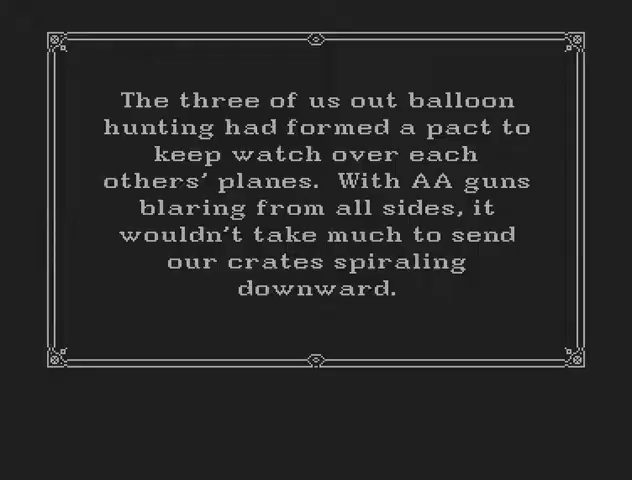 The three of us out balloon
hunting had formed a pact to
keep watch over each
others' planes.  With AA guns
blaring from all sides, it
wouldn't take much to send
our crates spiraling
downward.